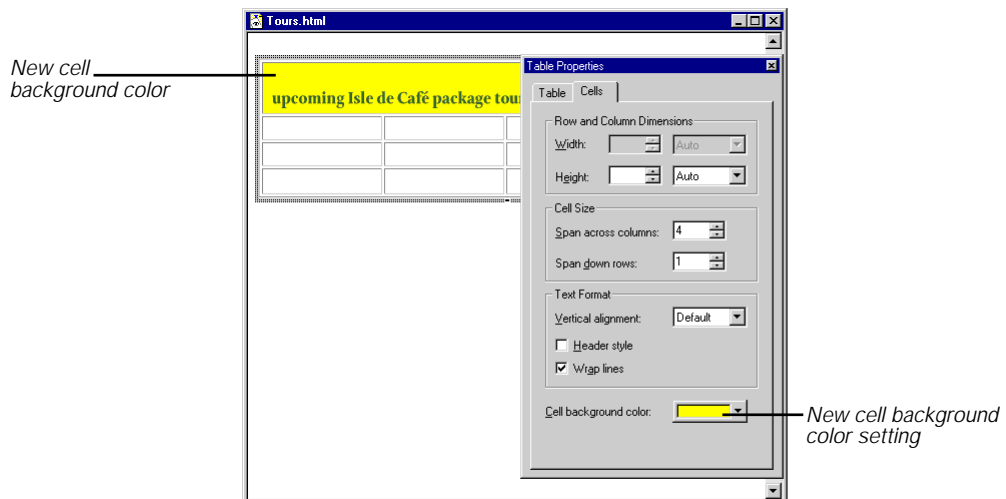 Tours.html
New cell
background color
upcoming Isle de Café package tour
Table Properties
Table Cells
Row and Column Dimensions
Width: Auto
Height: Auto
Cell Size
Span across columns: 4
Span down rows: 1
Text Format
Vertical alignment: Default
Header style
Wrap lines
Cell background color:
New cell background
color setting